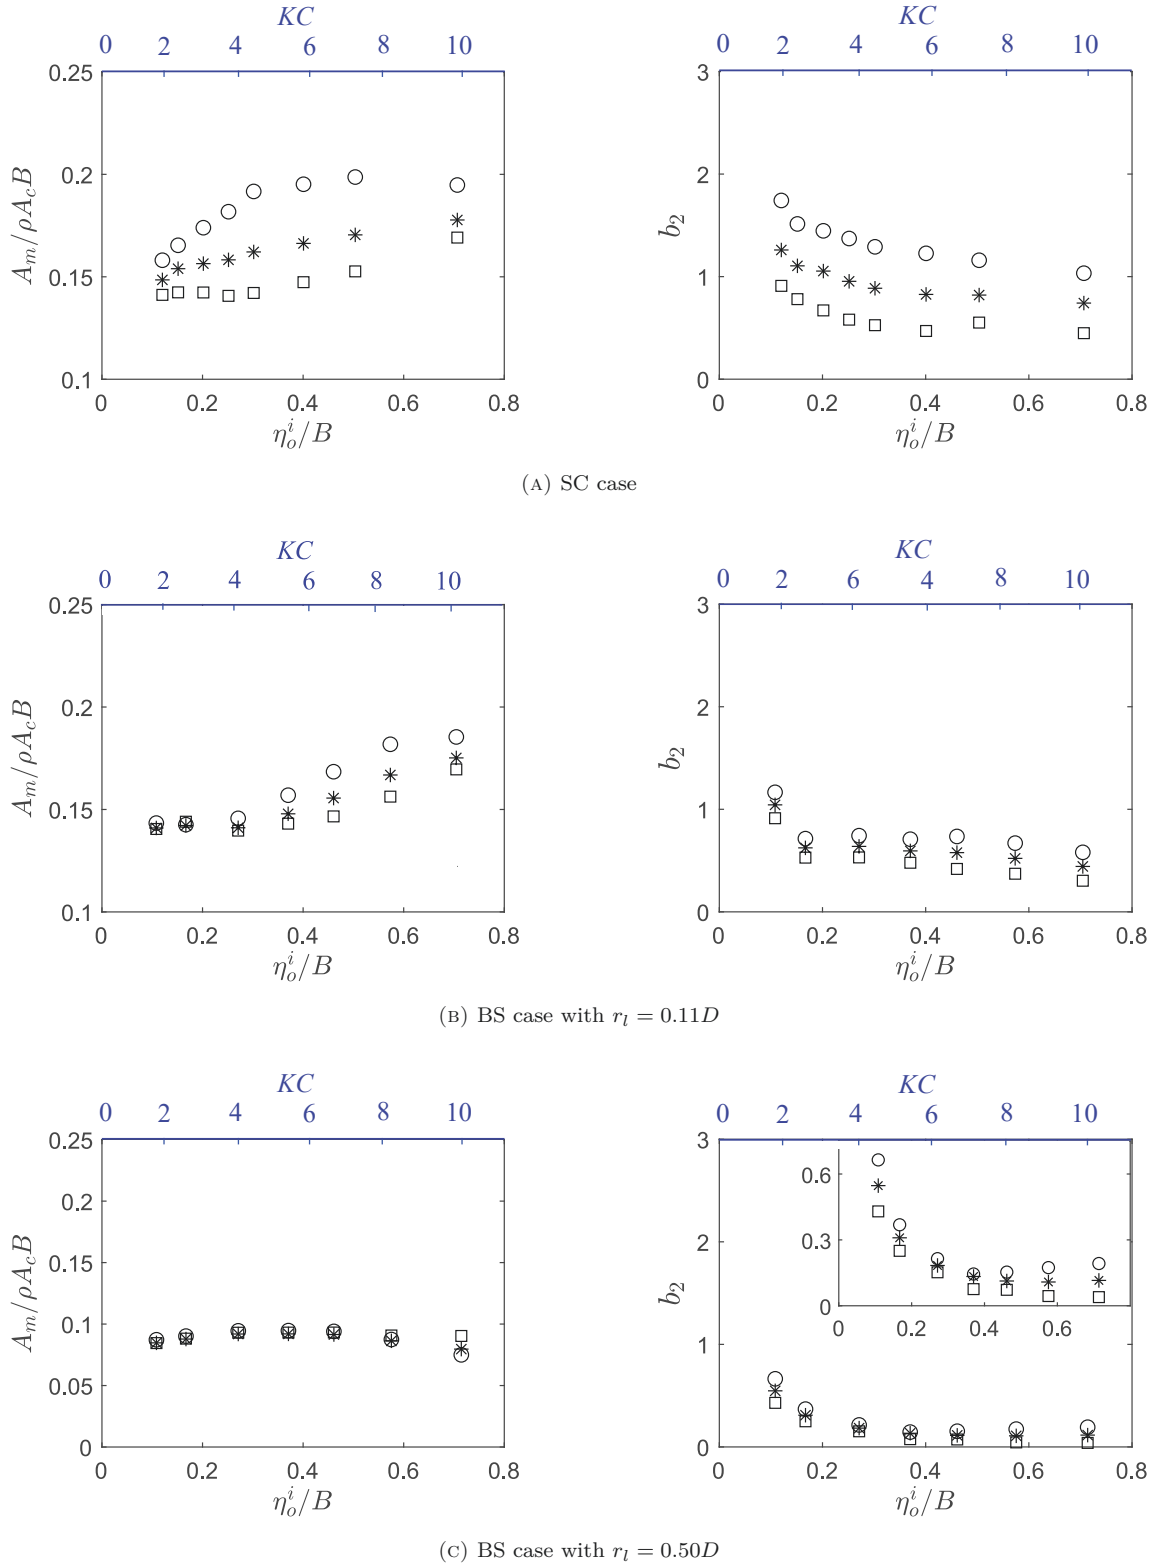 KC
0 2 4 6 8 10
0.25
0.2
0.15
0.1
A_m/ρA_cB
0 0.2 0.4 0.6 0.8
η_o^i/B
KC
0 2 4 6 8 10
3
2
1
0
b_2
0 0.2 0.4 0.6 0.8
η_o^i/B
(A) SC case
KC
0 2 4 6 8 10
0.25
0.2
0.15
0.1
A_m/ρA_cB
0 0.2 0.4 0.6 0.8
η_o^i/B
KC
0 2 6 4 8 10
3
2
1
0
b_2
0 0.2 0.4 0.6 0.8
η_o^i/B
(B) BS case with r_l = 0.11D
KC
0 2 4 6 8 10
0.25
0.2
0.15
0.1
0.05
0
A_m/ρA_cB
0 0.2 0.4 0.6 0.8
η_o^i/B
KC
0 2 4 6 8 10
3
2
1
0
b_2
0.6
0.3
0
0 0.2 0.4 0.6
0 0.2 0.4 0.6 0.8
η_o^i/B
(C) BS case with r_l = 0.50D